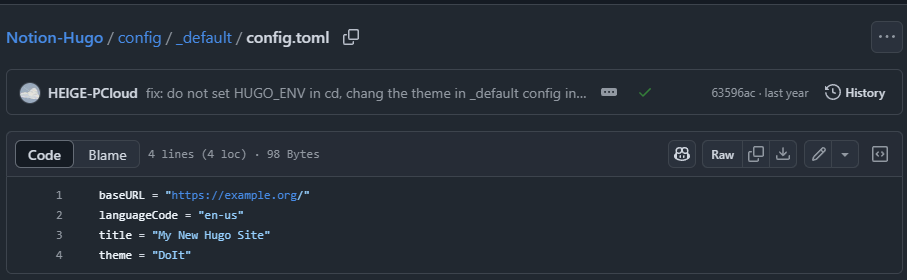 Notion-Hugo / config / _default / config.toml
HEIGE-PCloud fix: do not set HUGO_ENV in cd, chang the theme in _default config in... 63596ac · last year History
Code Blame 4 lines (4 loc) · 98 Bytes Raw
1 baseURL = "https://example.org/"
2 languageCode = "en-us"
3 title = "My New Hugo Site"
4 theme = "DoIt"